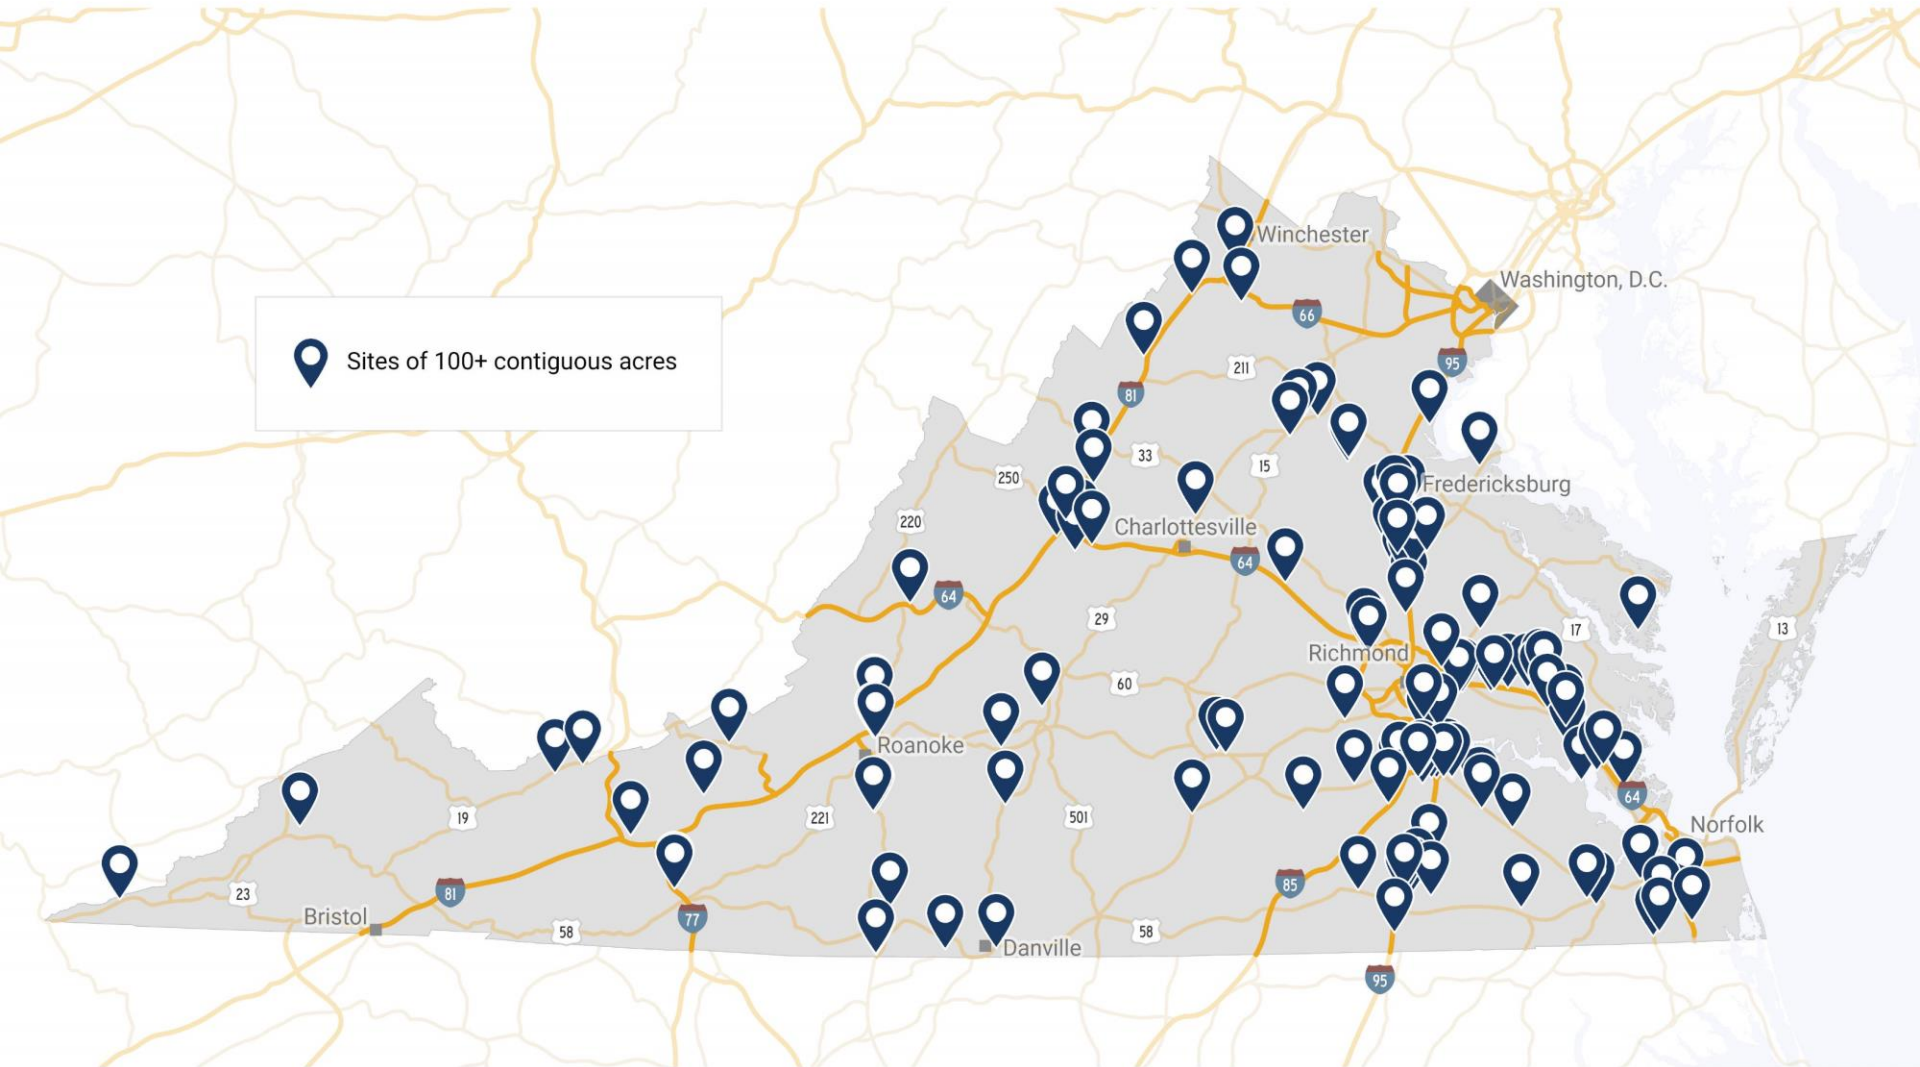 Winchester
Washington, D.C.
66
95
Sites of 100+ contiguous acres
211
81
33
15
250
Fredericksburg
220
Charlottesville
64
64
29
17
13
Richmond
60
Roanoke
64
19
221
501
Norfolk
85
23
81
Bristol
77
58
58
Danville
95